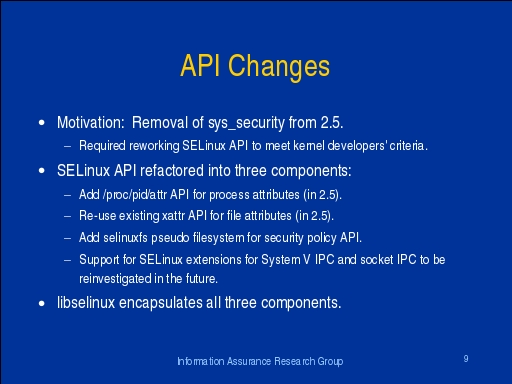 API Changes
• Motivation: Removal of sys_security from 2.5.
– Required reworking SELinux API to meet kernel developers' criteria.
• SELinux API refactored into three components:
– Add /proc/pid/attr API for process attributes (in 2.5).
– Re-use existing xattr API for file attributes (in 2.5).
– Add selinuxfs pseudo filesystem for security policy API.
– Support for SELinux extensions for System V IPC and socket IPC to be
reinvestigated in the future.
• libselinux encapsulates all three components.
Information Assurance Research Group
9